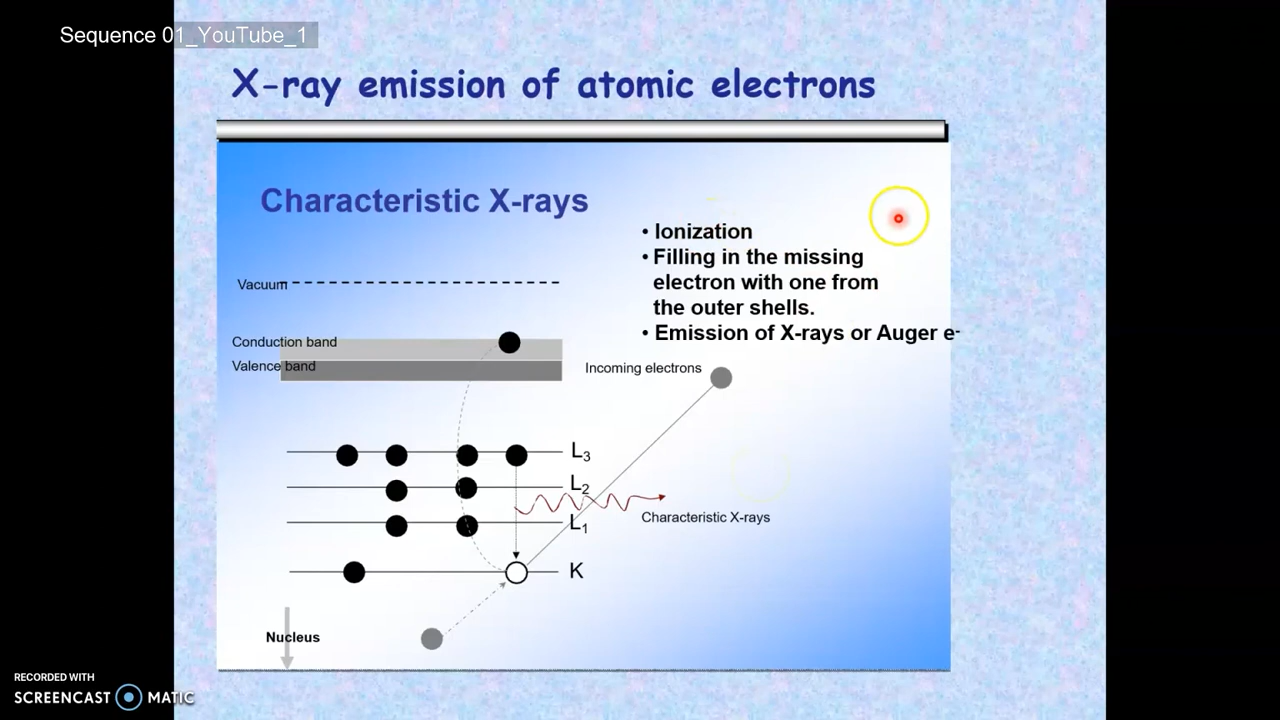 Sequence 01_YouTube_1
X-ray emission of atomic electrons
Characteristic X-rays
• Ionization
• Filling in the missing
electron with one from
the outer shells.
• Emission of X-rays or Auger e-
Vacuum
Conduction band
Valence band
Incoming electrons
L3
L2
L1
Characteristic X-rays
K
Nucleus
RECORDED WITH
SCREENCAST MATIC